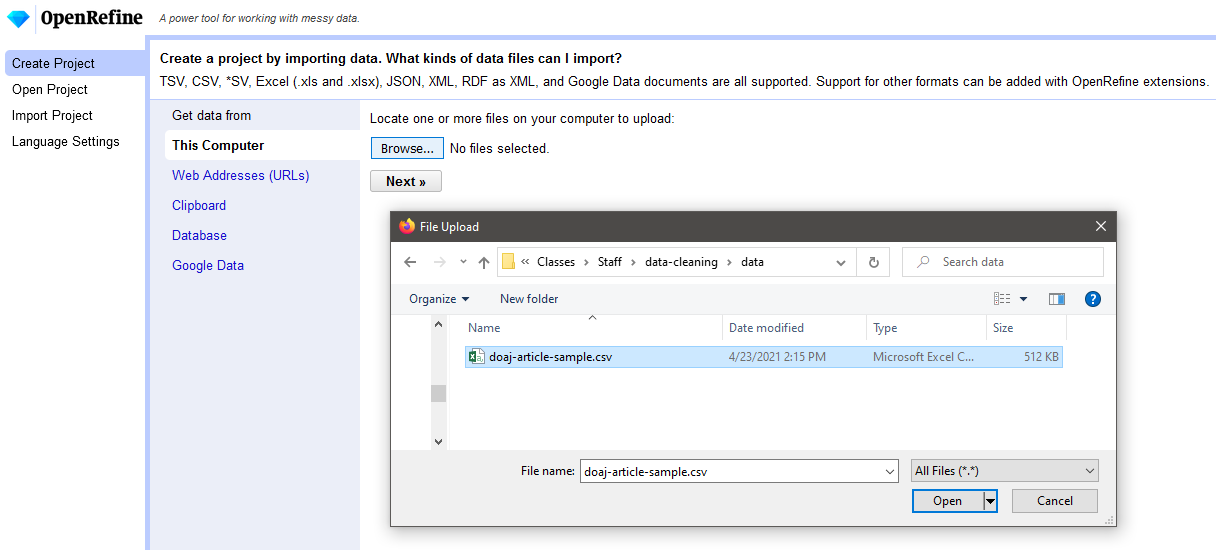 OpenRefine A power tool for working with messy data.
Create Project
Open Project
Import Project
Language Settings
Create a project by importing data. What kinds of data files can I import?
TSV, CSV, *SV, Excel (.xls and .xlsx), JSON, XML, RDF as XML, and Google Data documents are all supported. Support for other formats can be added with OpenRefine extensions.
Get data from
This Computer
Web Addresses (URLs)
Clipboard
Database
Google Data
Locate one or more files on your computer to upload:
Browse... No files selected.
Next »
File Upload
« Classes › Staff › data-cleaning › data Search data
Organize New folder
Name Date modified Type Size
doaj-article-sample.csv 4/23/2021 2:15 PM Microsoft Excel C... 512 KB
File name: doaj-article-sample.csv All Files (*.*)
Open Cancel